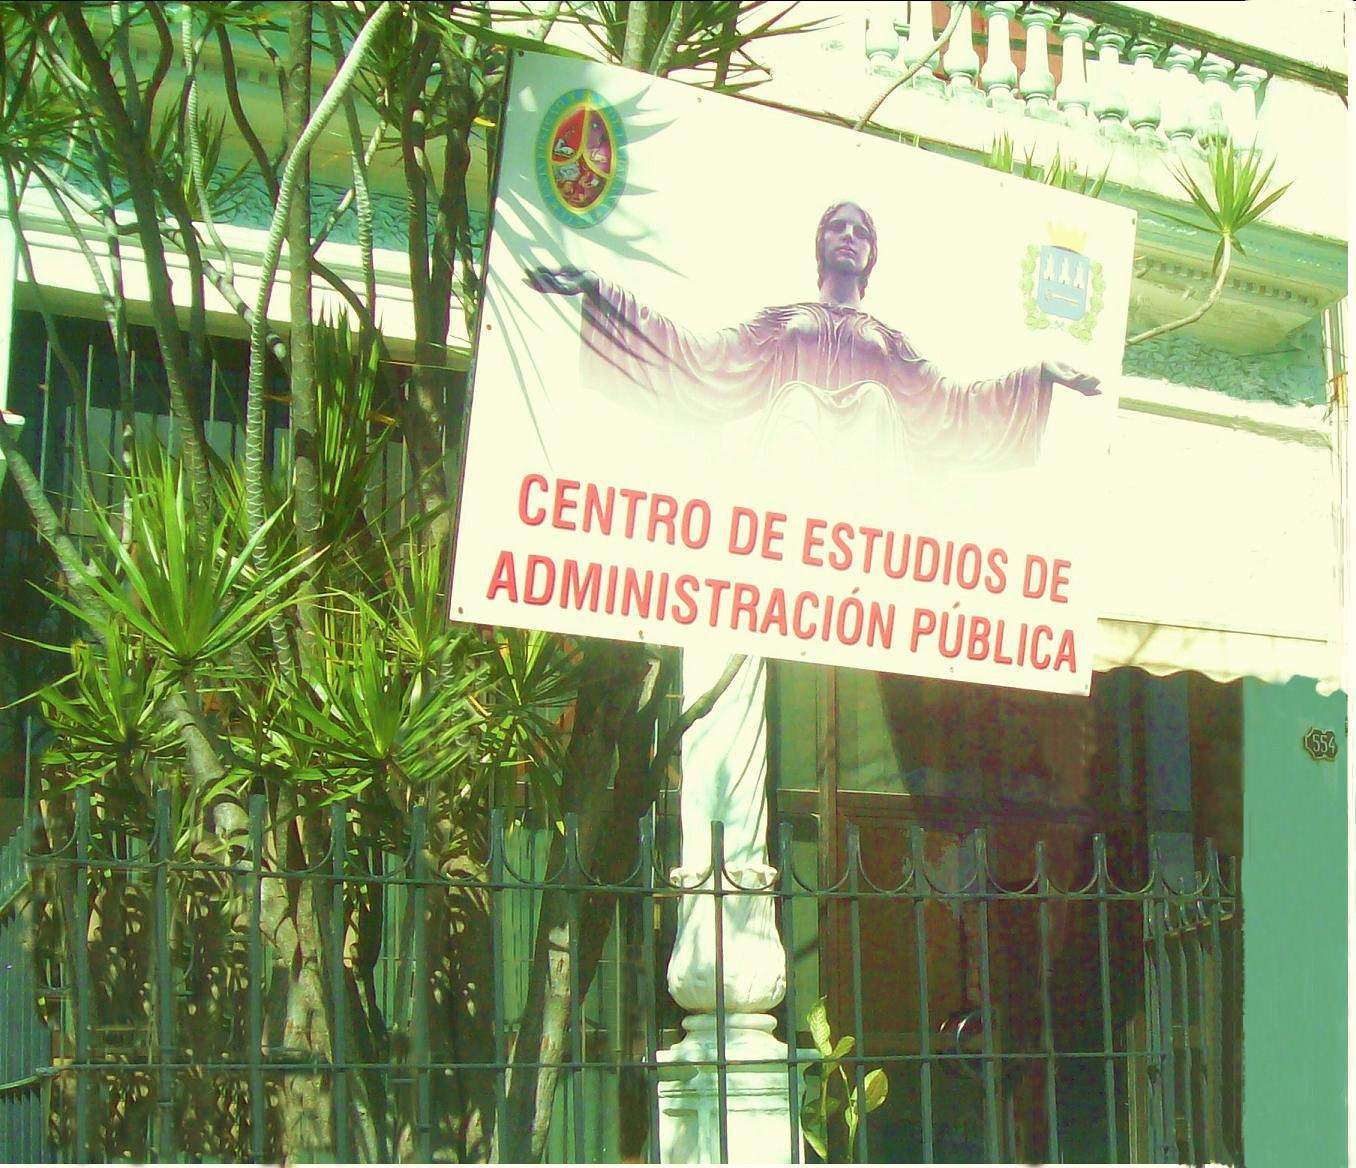 CENTRO DE ESTUDIOS DE
ADMINISTRACIÓN PÚBLICA
554